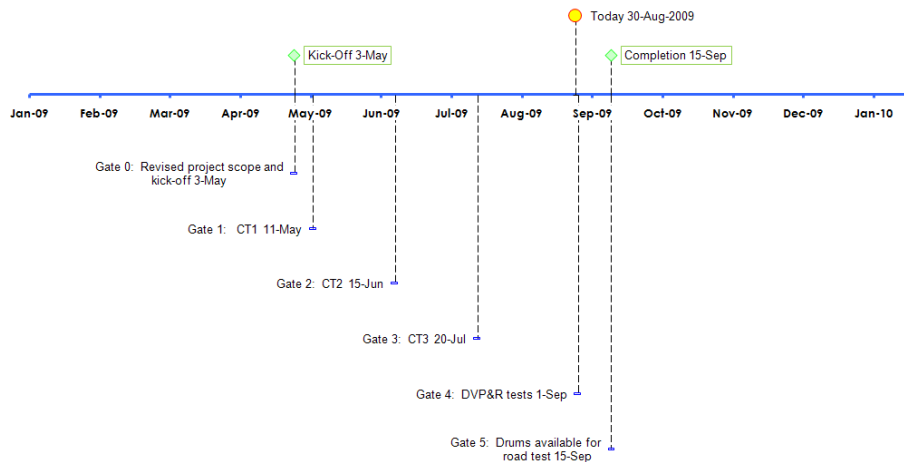 Today 30-Aug-2009
Kick-Off 3-May
Completion 15-Sep
Jan-09 Feb-09 Mar-09 Apr-09 May-09 Jun-09 Jul-09 Aug-09 Sep-09 Oct-09 Nov-09 Dec-09 Jan-10
Gate 0: Revised project scope and
kick-off 3-May
Gate 1: CT1 11-May
Gate 2: CT2 15-Jun
Gate 3: CT3 20-Jul
Gate 4: DVP&R tests 1-Sep
Gate 5: Drums available for
road test 15-Sep